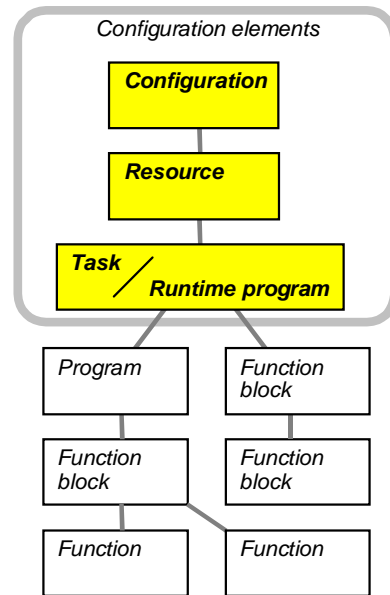 Configuration elements
Configuration
Resource
Task
Runtime program
Program
Function
block
Function
block
Function
block
Function
Function